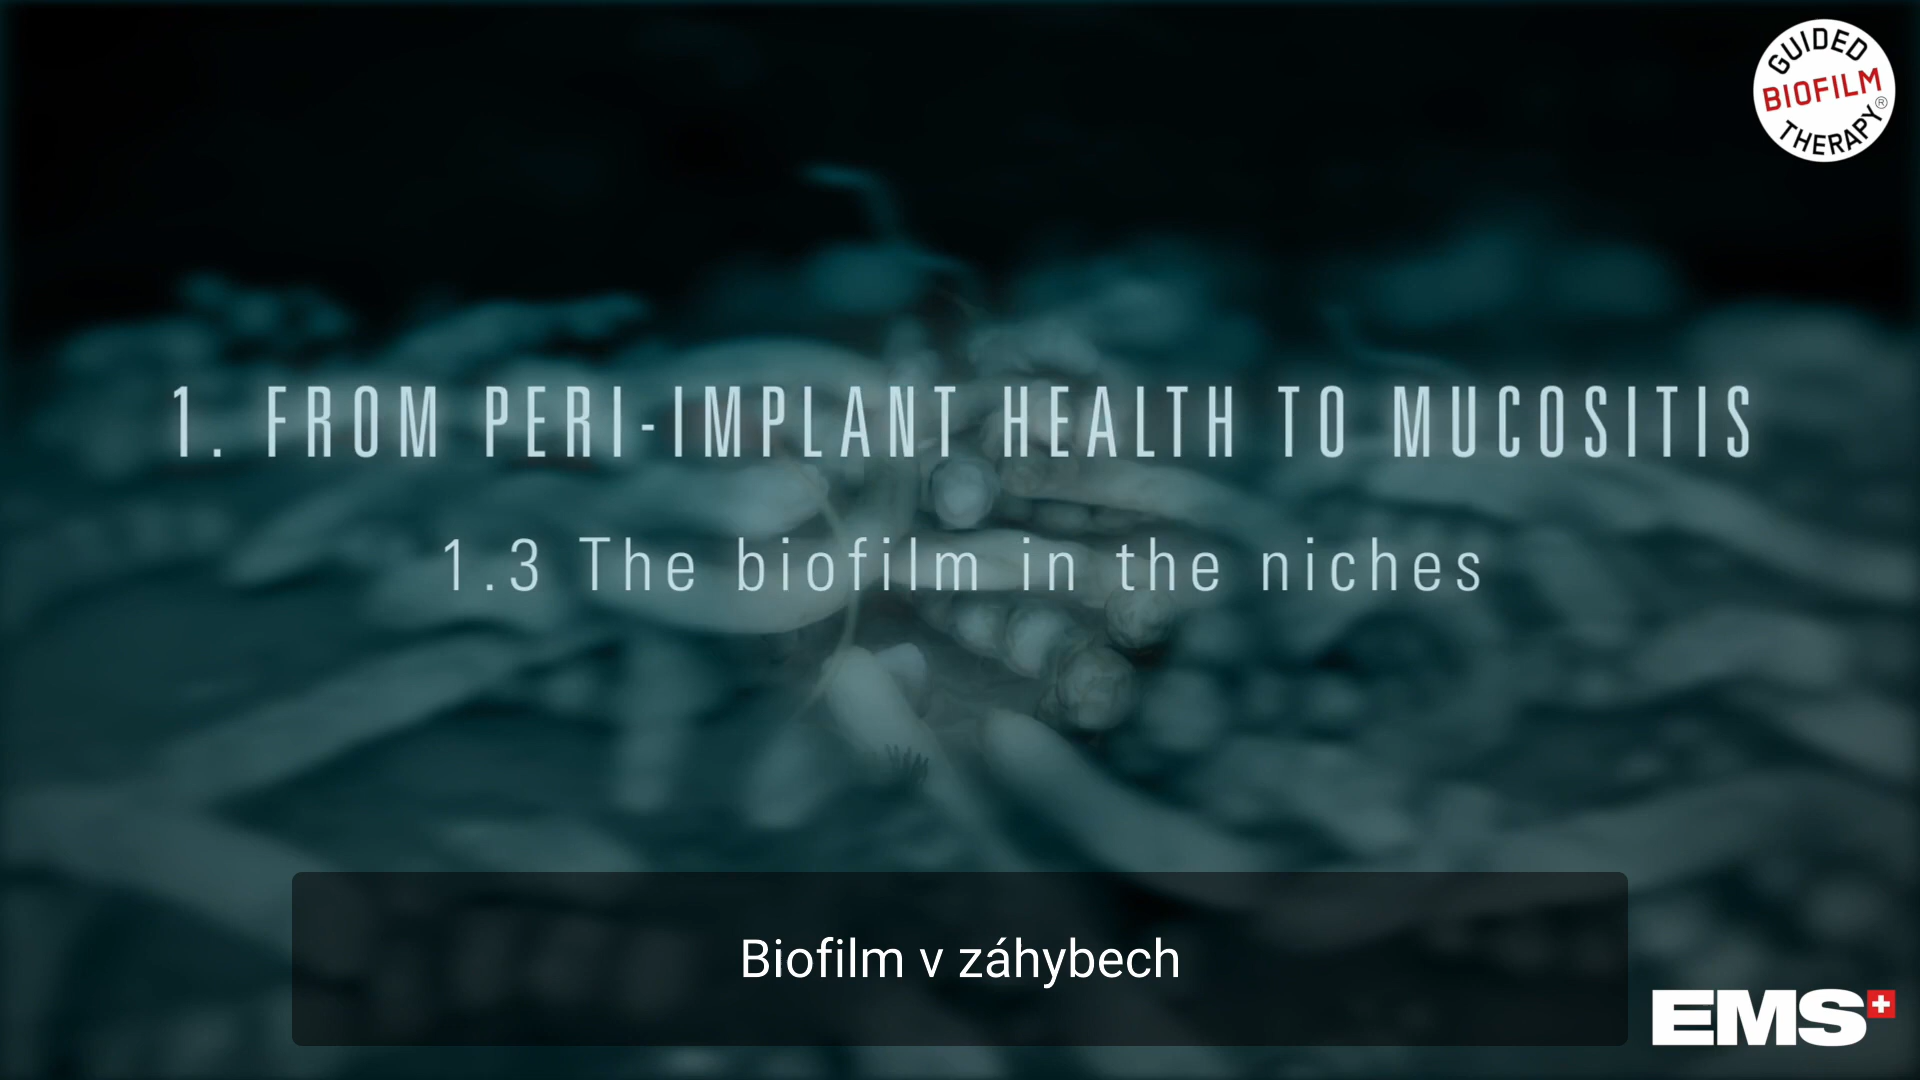 GUIDED
BIOFILM
THERAPY®
1. FROM PERI-IMPLANT HEALTH TO MUCOSITIS
1.3 The biofilm in the niches
Biofilm v záhybech
EMS